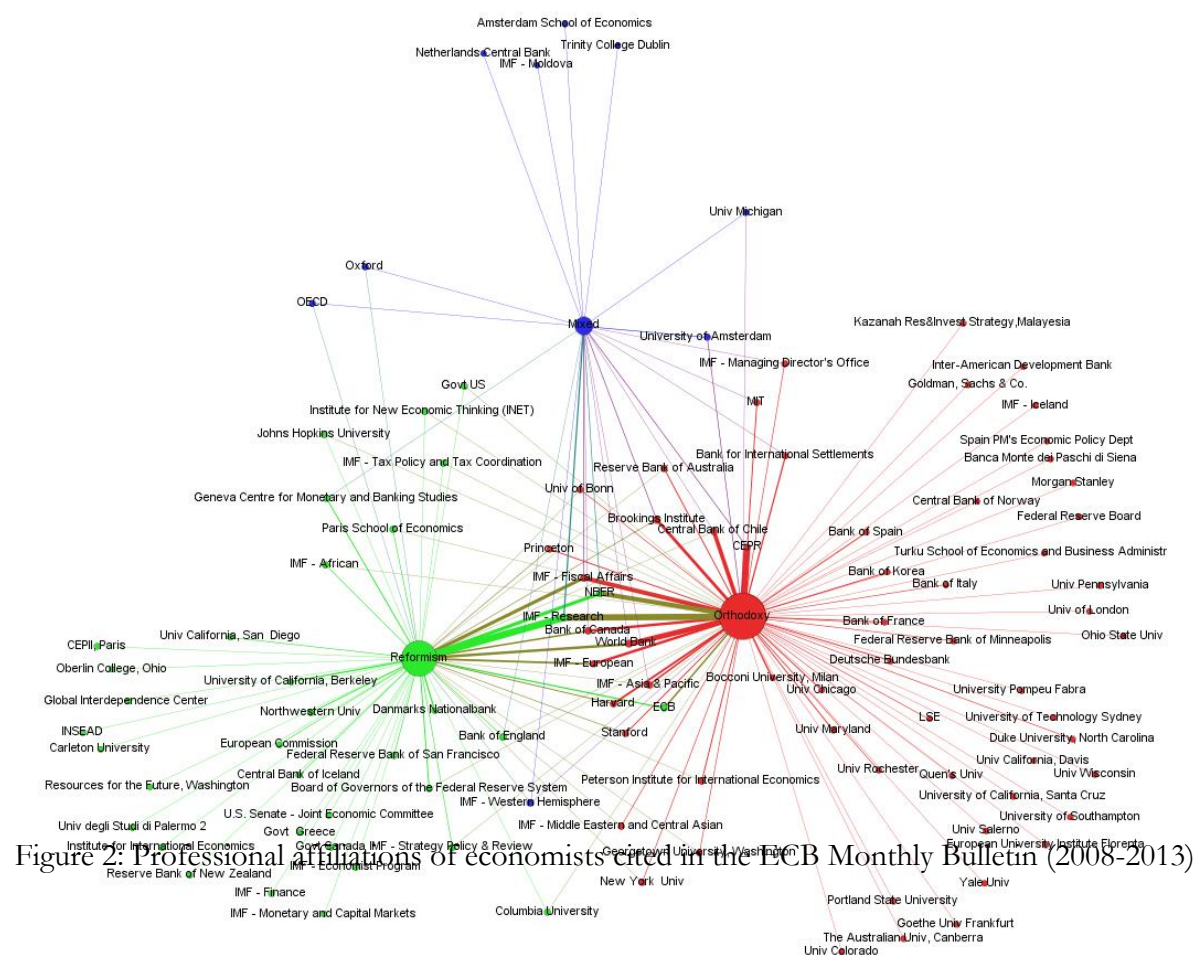 Amsterdam School of Economics
Trinity College Dublin
Netherlands Central Bank
IMF - Moldova
Univ Michigan
Oxford
OECD
Mixed
Kazanah Res&Invest Strategy,Malayesia
University of Amsterdam
IMF - Managing Director's Office
Inter-American Development Bank
Goldman, Sachs & Co.
Govt US
MIT
IMF - Iceland
Institute for New Economic Thinking (INET)
Johns Hopkins University
Spain PM's Economic Policy Dept
Bank for International Settlements
Banca Monte dei Paschi di Siena
IMF - Tax Policy and Tax Coordination
Reserve Bank of Australia
Morgan Stanley
Univ of Bonn
Geneva Centre for Monetary and Banking Studies
Central Bank of Norway
Federal Reserve Board
Brookings Institute
Paris School of Economics
Central Bank of Chile
Bank of Spain
Princeton
CEPR
Turku School of Economics and Business Administr
IMF - African
Bank of Korea
IMF - Fiscal Affairs
Bank of Italy
Univ Pennsylvania
NBER
Univ of London
IMF - Research
Orthodoxy
Bank of France
Bank of Canada
Univ California, San Diego
Ohio State Univ
World Bank
Federal Reserve Bank of Minneapolis
CEPII, Paris
Reformism
IMF - European
Deutsche Bundesbank
Oberlin College, Ohio
University of California, Berkeley
IMF - Asia & Pacific
Bocconi University, Milan
Univ Chicago
University Pompeu Fabra
Global Interdependence Center
Harvard
ECB
Northwestern Univ
Danmarks Nationalbank
LSE
University of Technology Sydney
INSEAD
Stanford
Univ Maryland
Bank of England
Duke University, North Carolina
European Commission
Carleton University
Federal Reserve Bank of San Francisco
Univ California, Davis
Univ Rochester
Central Bank of Iceland
Quen's Univ
Univ Wisconsin
Peterson Institute for International Economics
Resources for the Future, Washington
Board of Governors of the Federal Reserve System
University of California, Santa Cruz
IMF - Western Hemisphere
U.S. Senate - Joint Economic Committee
University of Southampton
Univ degli Studi di Palermo 2
IMF - Middle Eastern and Central Asian
Govt Greece
Univ Salerno
Institute for International Economics
Govt Canada
IMF - Strategy Policy & Review
Georgetown University, Washington
European University Institute Florenta
Figure 2: Professional affiliations of economists cited in the ECB Monthly Bulletin (2008-2013)
IMF - Economist Program
Reserve Bank of New Zealand
New York Univ
Yale Univ
IMF - Finance
Portland State University
IMF - Monetary and Capital Markets
Columbia University
Goethe Univ Frankfurt
The Australian Univ, Canberra
Univ Colorado